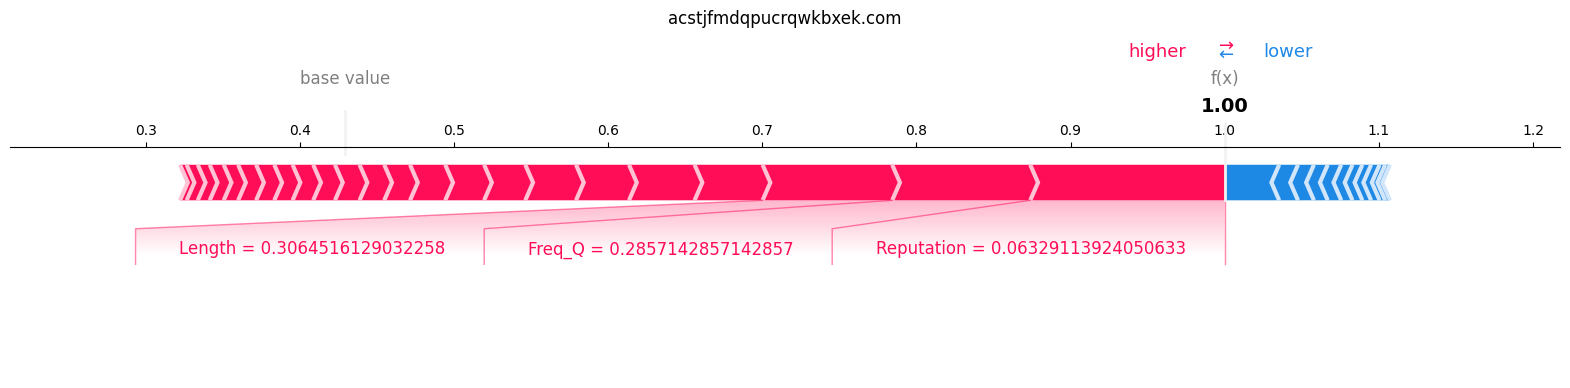 acstjfmdqpucrqwkbxek.com
higher ⇄ lower
base value
f(x)
1.00
0.3 0.4 0.5 0.6 0.7 0.8 0.9 1.0 1.1 1.2
Length = 0.3064516129032258 Freq_Q = 0.2857142857142857 Reputation = 0.06329113924050633